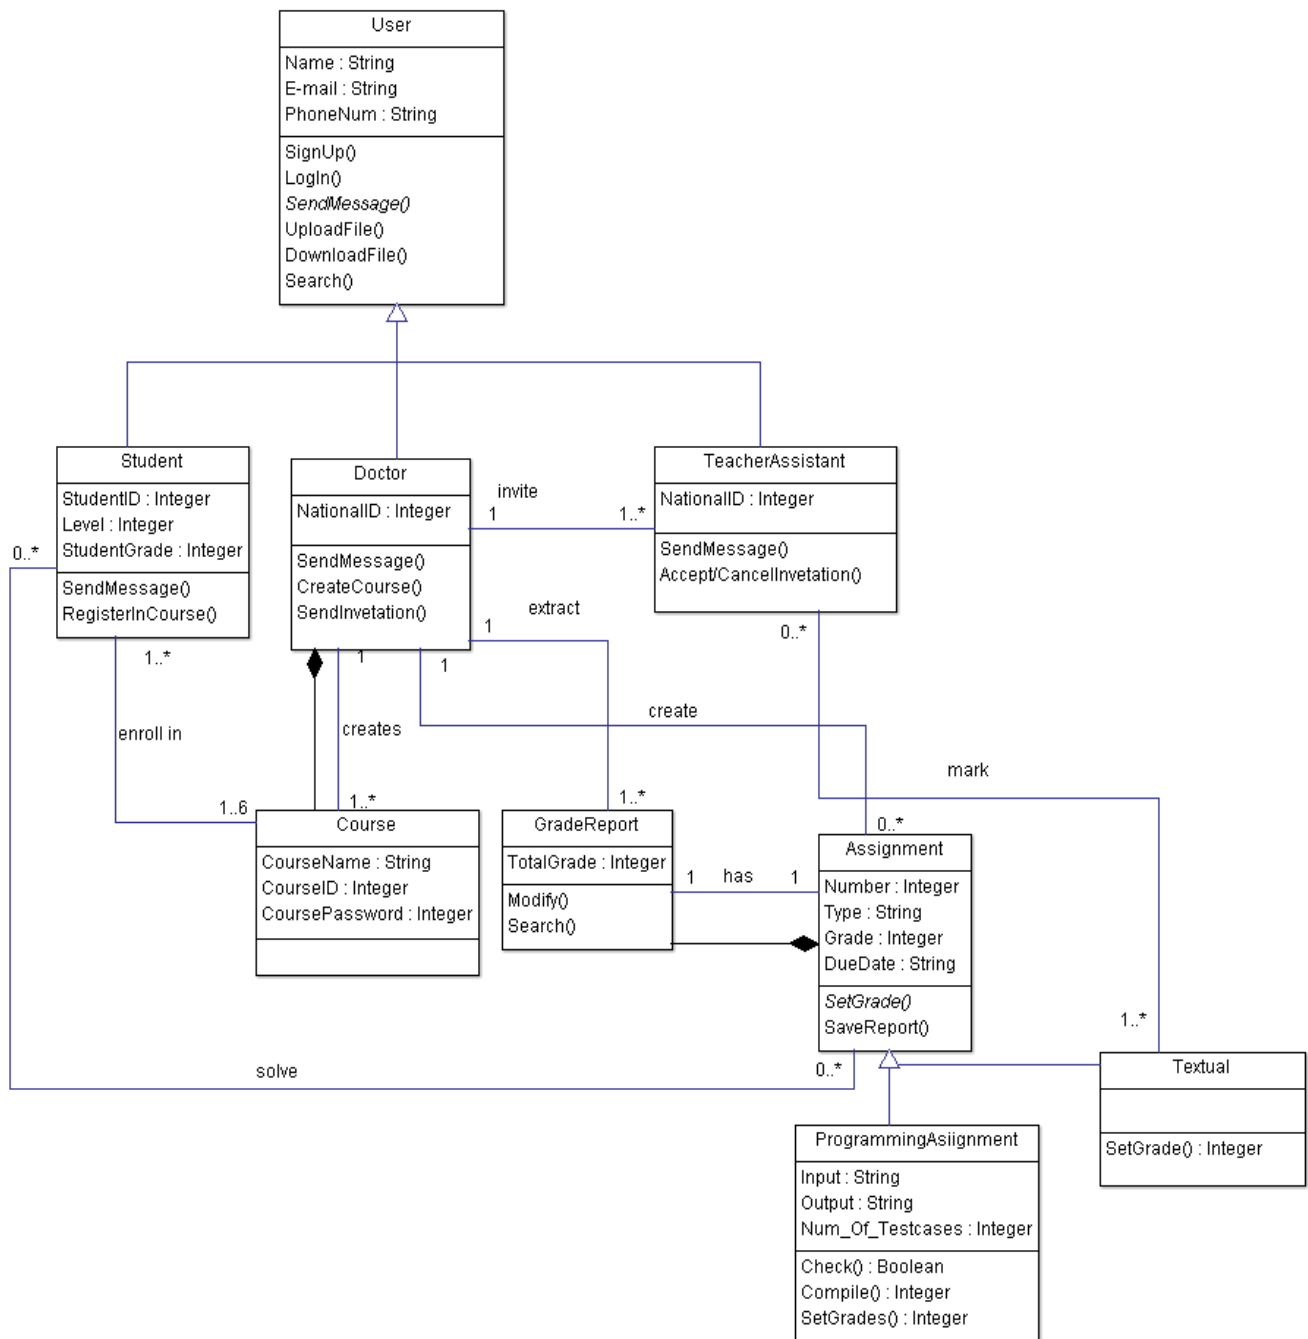 User
Name : String
E-mail : String
PhoneNum : String
SignUp()
LogIn()
SendMessage()
UploadFile()
DownloadFile()
Search()
Student
StudentID : Integer
Level : Integer
StudentGrade : Integer
SendMessage()
RegisterInCourse()
Doctor
NationalID : Integer
SendMessage()
CreateCourse()
SendInvetation()
invite
1
1..*
TeacherAssistant
NationalID : Integer
SendMessage()
Accept/CancelInvetation()
0..*
1..*
enroll in
1..6
1
creates
1..*
1
extract
1..*
1
create
0..*
0..*
mark
1..*
Course
CourseName : String
CourseID : Integer
CoursePassword : Integer
GradeReport
TotalGrade : Integer
Modify()
Search()
1
has
1
Assignment
Number : Integer
Type : String
Grade : Integer
DueDate : String
SetGrade()
SaveReport()
solve
0..*
Textual
SetGrade() : Integer
ProgrammingAsiignment
Input : String
Output : String
Num_Of_Testcases : Integer
Check() : Boolean
Compile() : Integer
SetGrades() : Integer